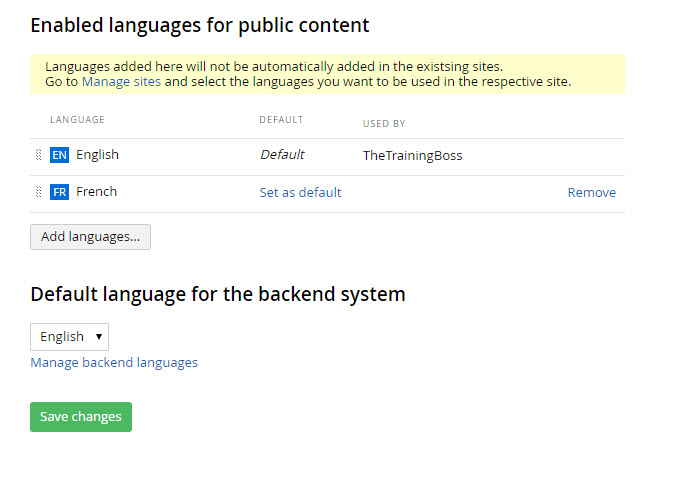 Enabled languages for public content
Languages added here will not be automatically added in the existsing sites.
Go to Manage sites and select the languages you want to be used in the respective site.
LANGUAGE DEFAULT USED BY
EN English Default TheTrainingBoss
FR French Set as default Remove
Add languages...
Default language for the backend system
English
Manage backend languages
Save changes